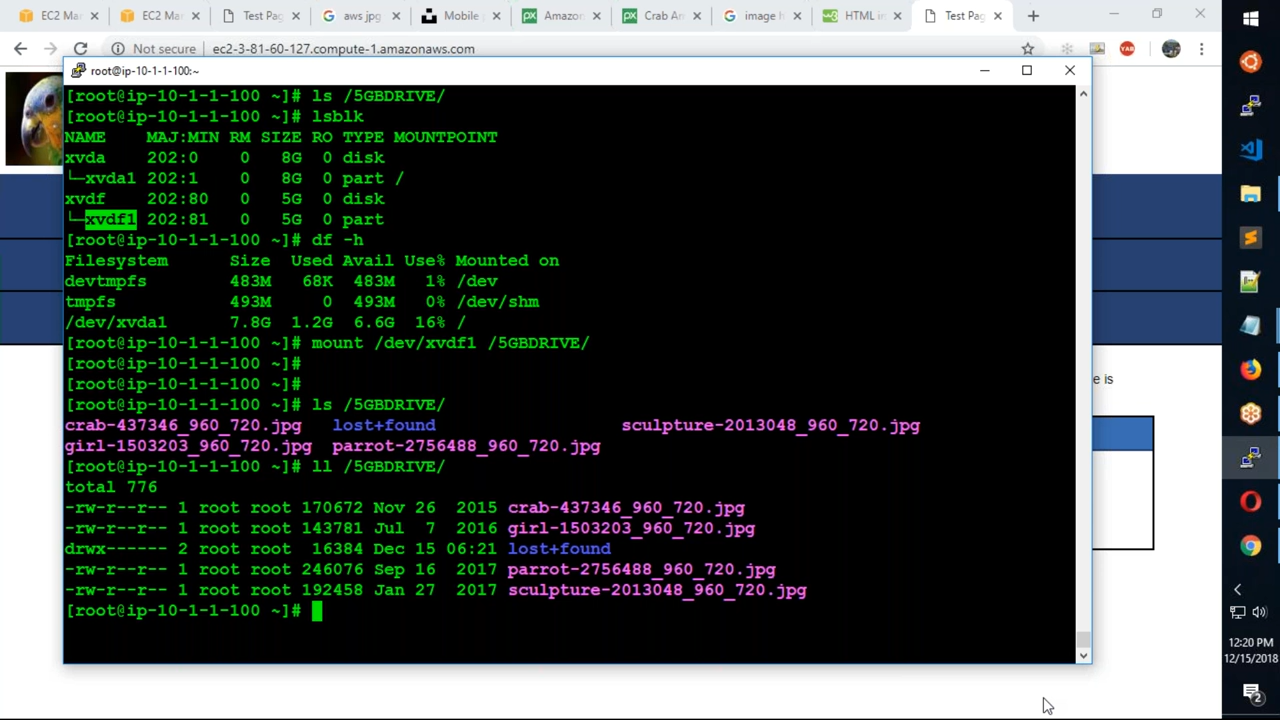 EC2 Mar
EC2 Mar
Test Pag
aws jpg
Mobile p
Amazon
Crab An
image h
HTML in
Test Pag
Not secure
ec2-3-81-60-127.compute-1.amazonaws.com
YAB
root@ip-10-1-1-100:~
[root@ip-10-1-1-100 ~]# ls /5GBDRIVE/
[root@ip-10-1-1-100 ~]# lsblk
NAME MAJ:MIN RM SIZE RO TYPE MOUNTPOINT
xvda 202:0 0 8G 0 disk
└─xvda1 202:1 0 8G 0 part /
xvdf 202:80 0 5G 0 disk
└─xvdf1 202:81 0 5G 0 part
[root@ip-10-1-1-100 ~]# df -h
Filesystem Size Used Avail Use% Mounted on
devtmpfs 483M 68K 483M 1% /dev
tmpfs 493M 0 493M 0% /dev/shm
/dev/xvda1 7.8G 1.2G 6.6G 16% /
[root@ip-10-1-1-100 ~]# mount /dev/xvdf1 /5GBDRIVE/
[root@ip-10-1-1-100 ~]#
[root@ip-10-1-1-100 ~]#
[root@ip-10-1-1-100 ~]# ls /5GBDRIVE/
crab-437346_960_720.jpg lost+found sculpture-2013048_960_720.jpg
girl-1503203_960_720.jpg parrot-2756488_960_720.jpg
[root@ip-10-1-1-100 ~]# ll /5GBDRIVE/
total 776
-rw-r--r-- 1 root root 170672 Nov 26 2015 crab-437346_960_720.jpg
-rw-r--r-- 1 root root 143781 Jul 7 2016 girl-1503203_960_720.jpg
drwx------ 2 root root 16384 Dec 15 06:21 lost+found
-rw-r--r-- 1 root root 246076 Sep 16 2017 parrot-2756488_960_720.jpg
-rw-r--r-- 1 root root 192458 Jan 27 2017 sculpture-2013048_960_720.jpg
[root@ip-10-1-1-100 ~]#
e is
12:20 PM
12/15/2018
2